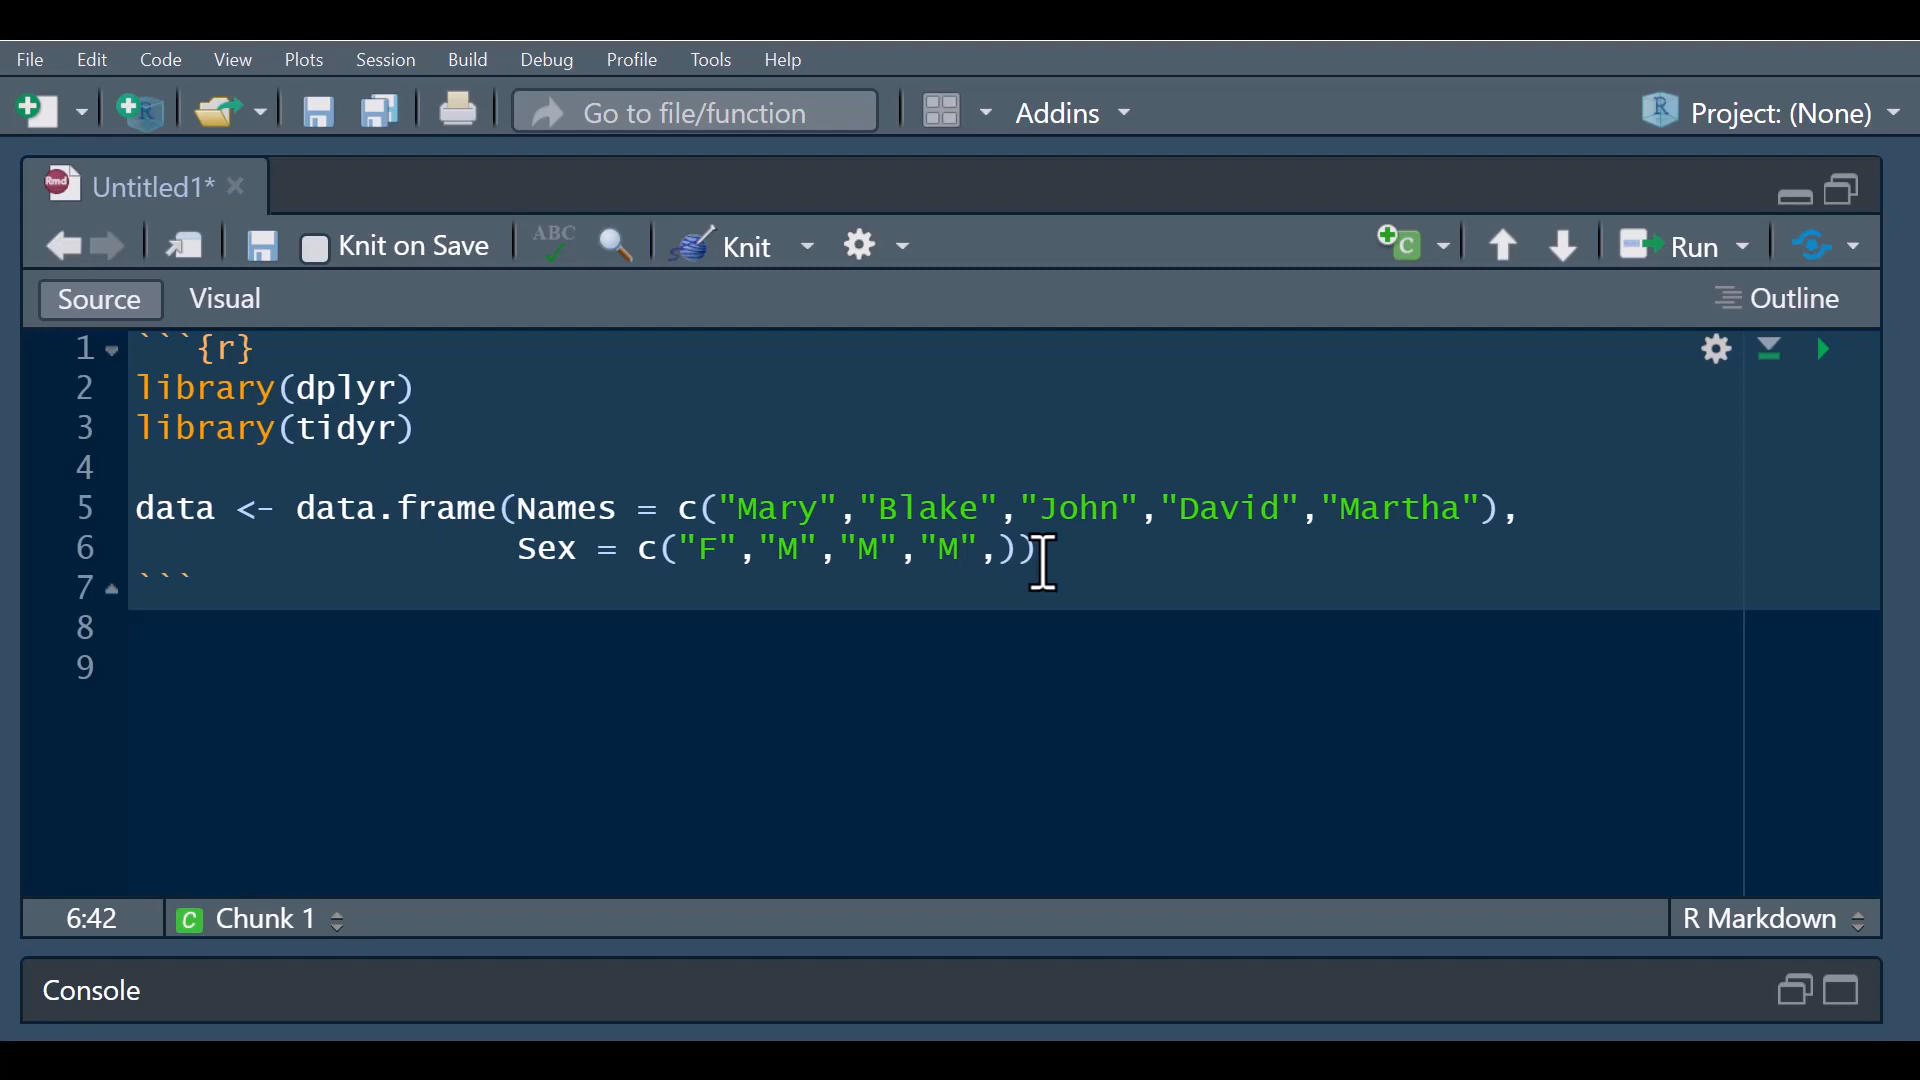 File Edit Code View Plots Session Build Debug Profile Tools Help
Go to file/function Addins Project: (None)
Rmd Untitled1*
Knit on Save ABC Knit Run
Source Visual Outline
1 ```{r}
2 library(dplyr)
3 library(tidyr)
4
5 data <- data.frame(Names = c("Mary","Blake","John","David","Martha"),
6 Sex = c("F","M","M","M",))
7 ```
8
9
6:42 C Chunk 1 R Markdown
Console